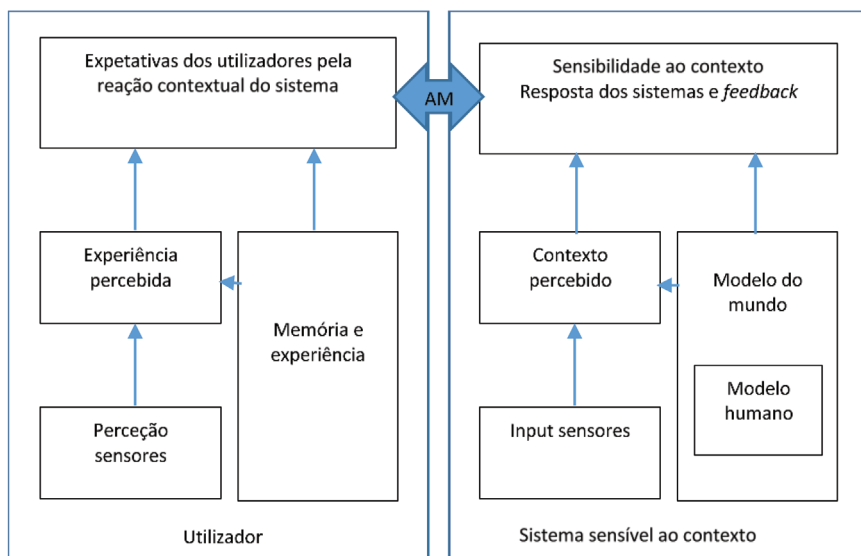 Expetativas dos utilizadores pela
reação contextual do sistema
AM
Sensibilidade ao contexto
Resposta dos sistemas e feedback
Experiência
percebida
Memória e
experiência
Perceção
sensores
Utilizador
Contexto
percebido
Modelo do
mundo
Modelo
humano
Input sensores
Sistema sensível ao contexto